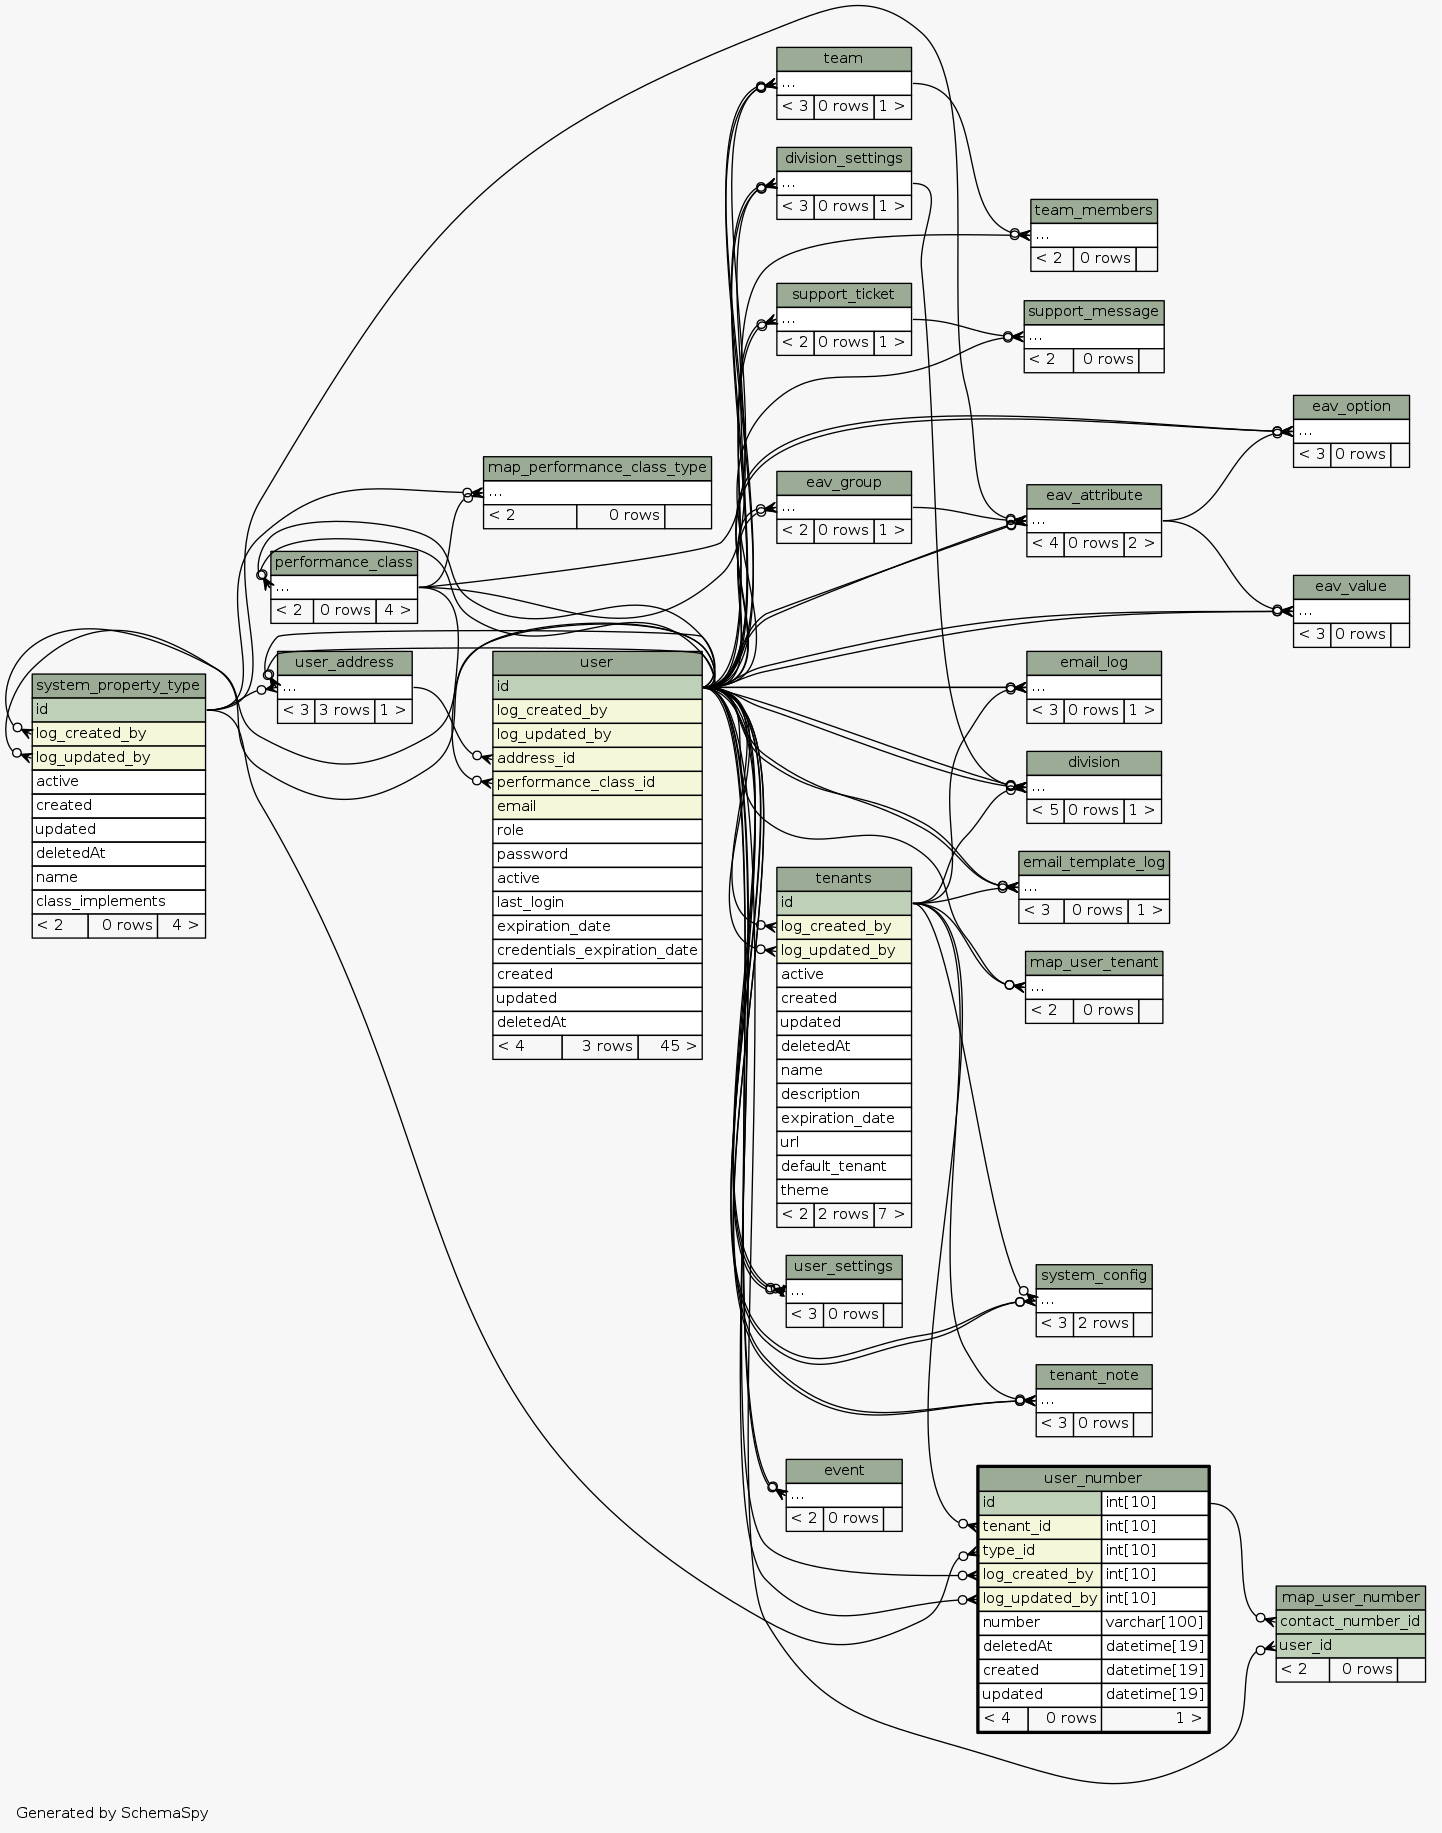 team
...
< 3 0 rows 1 >
division_settings
...
< 3 0 rows 1 >
team_members
...
< 2 0 rows
support_ticket
...
< 2 0 rows 1 >
support_message
...
< 2 0 rows
eav_option
...
< 3 0 rows
map_performance_class_type
...
< 2 0 rows
eav_group
...
< 2 0 rows 1 >
eav_attribute
...
< 4 0 rows 2 >
performance_class
...
< 2 0 rows 4 >
eav_value
...
< 3 0 rows
user_address
...
< 3 3 rows 1 >
system_property_type
id
log_created_by
log_updated_by
active
created
updated
deletedAt
name
class_implements
< 2 0 rows 4 >
user
id
log_created_by
log_updated_by
address_id
performance_class_id
email
role
password
active
last_login
expiration_date
credentials_expiration_date
created
updated
deletedAt
< 4 3 rows 45 >
email_log
...
< 3 0 rows 1 >
division
...
< 5 0 rows 1 >
email_template_log
...
< 3 0 rows 1 >
map_user_tenant
...
< 2 0 rows
tenants
id
log_created_by
log_updated_by
active
created
updated
deletedAt
name
description
expiration_date
url
default_tenant
theme
< 2 2 rows 7 >
user_settings
...
< 3 0 rows
system_config
...
< 3 2 rows
tenant_note
...
< 3 0 rows
event
...
< 2 0 rows
user_number
id int[10]
tenant_id int[10]
type_id int[10]
log_created_by int[10]
log_updated_by int[10]
number varchar[100]
deletedAt datetime[19]
created datetime[19]
updated datetime[19]
< 4 0 rows 1 >
map_user_number
contact_number_id
user_id
< 2 0 rows
Generated by SchemaSpy